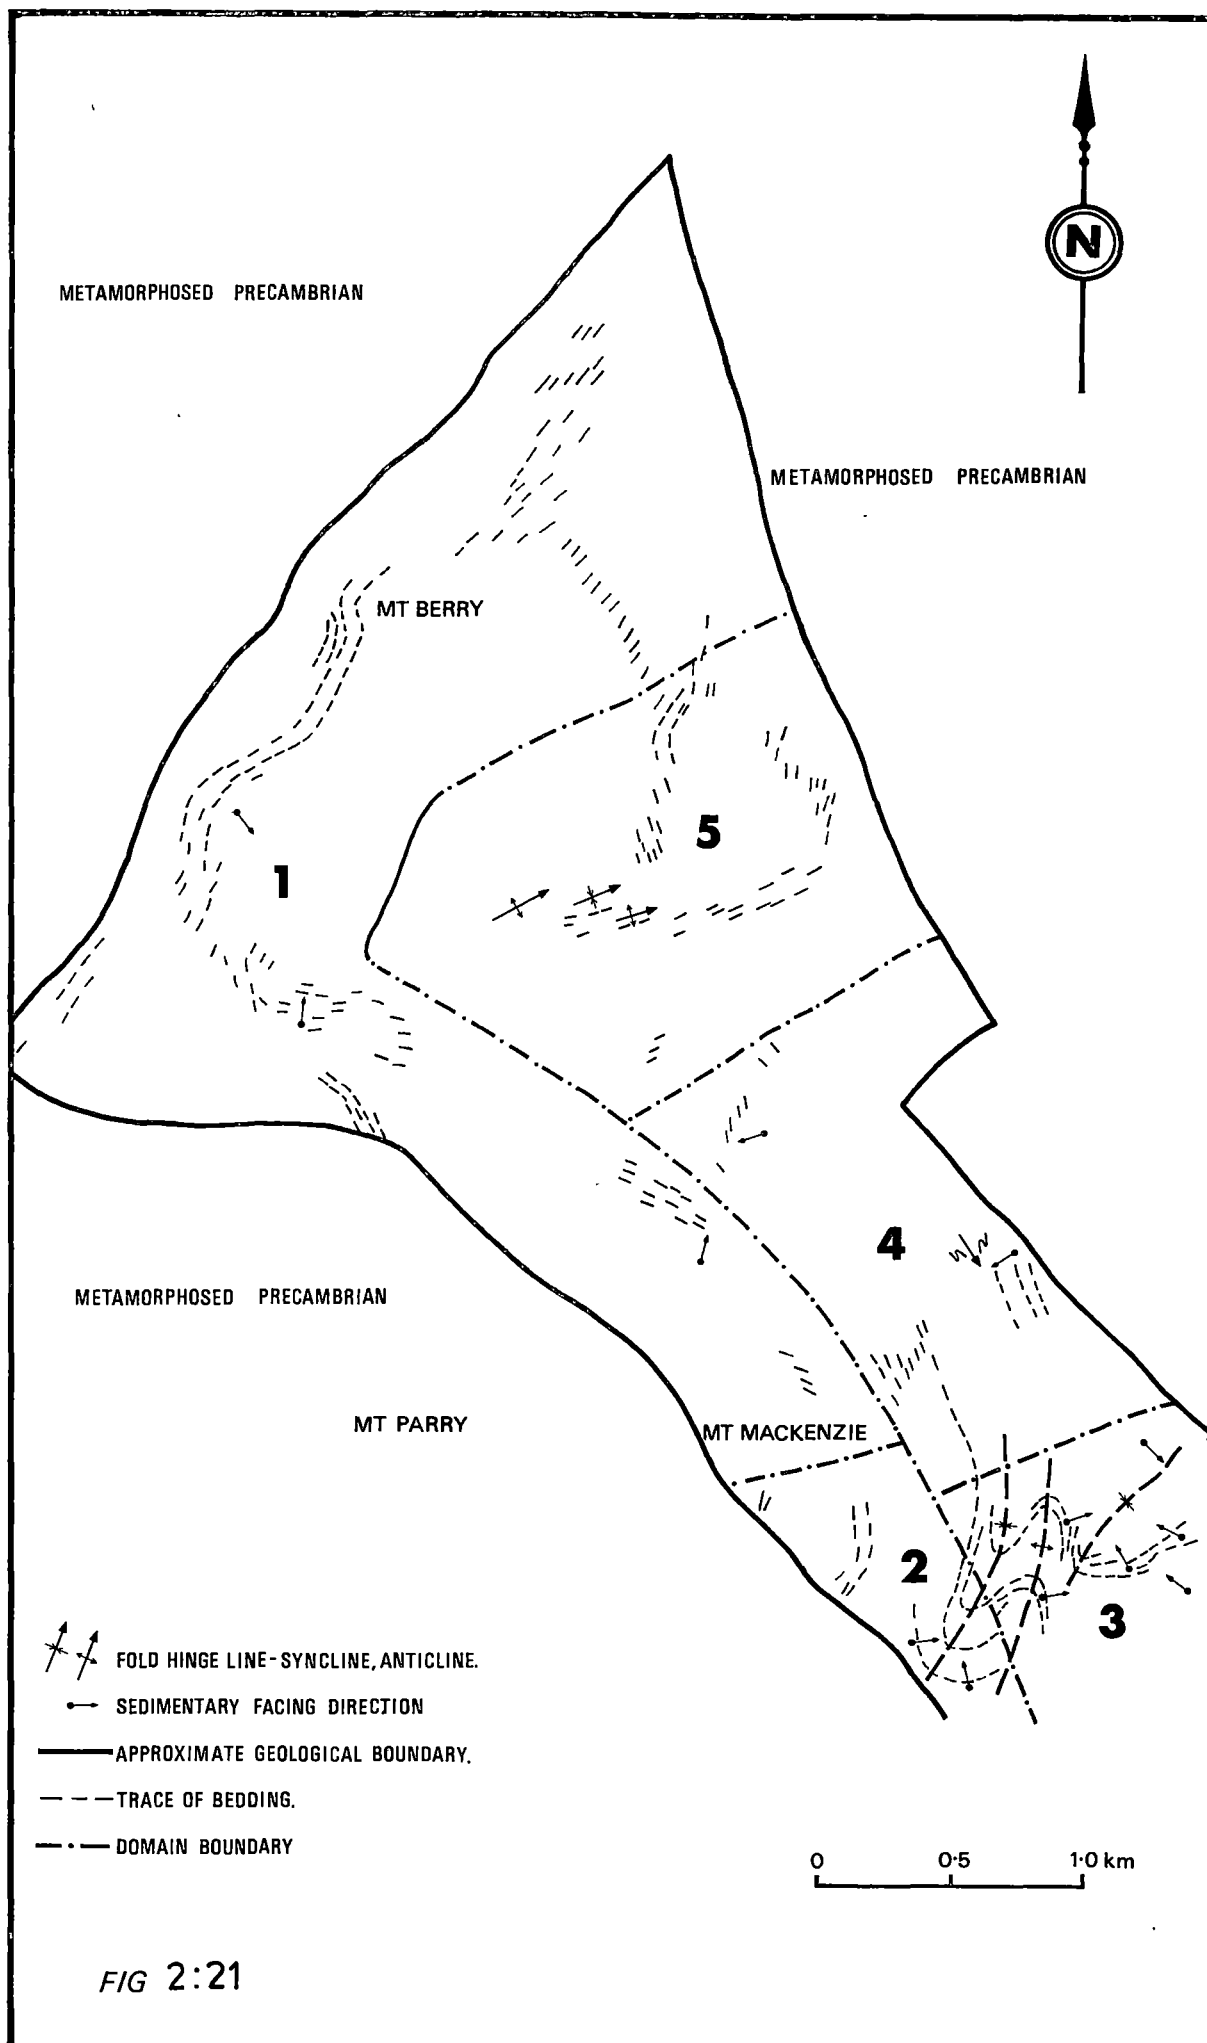 N
METAMORPHOSED PRECAMBRIAN
METAMORPHOSED PRECAMBRIAN
MT BERRY
5
1
4
METAMORPHOSED PRECAMBRIAN
MT PARRY
MT MACKENZIE
2
3
FOLD HINGE LINE-SYNCLINE, ANTICLINE.
SEDIMENTARY FACING DIRECTION
APPROXIMATE GEOLOGICAL BOUNDARY.
TRACE OF BEDDING.
DOMAIN BOUNDARY
0 0·5 1·0 km
FIG 2:21